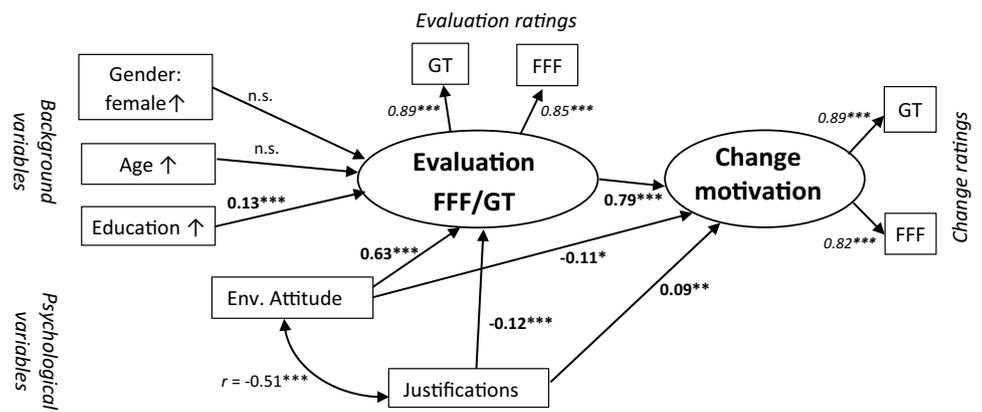 Evaluation ratings
GT
FFF
0.89***
0.85***
Background
variables
Gender:
female↑
n.s.
Age ↑
n.s.
Education ↑
0.13***
Evaluation
FFF/GT
0.79***
Change
motivation
0.89***
GT
0.82***
FFF
Change ratings
Psychological
variables
Env. Attitude
0.63***
-0.11*
-0.12***
0.09**
r = -0.51***
Justifications